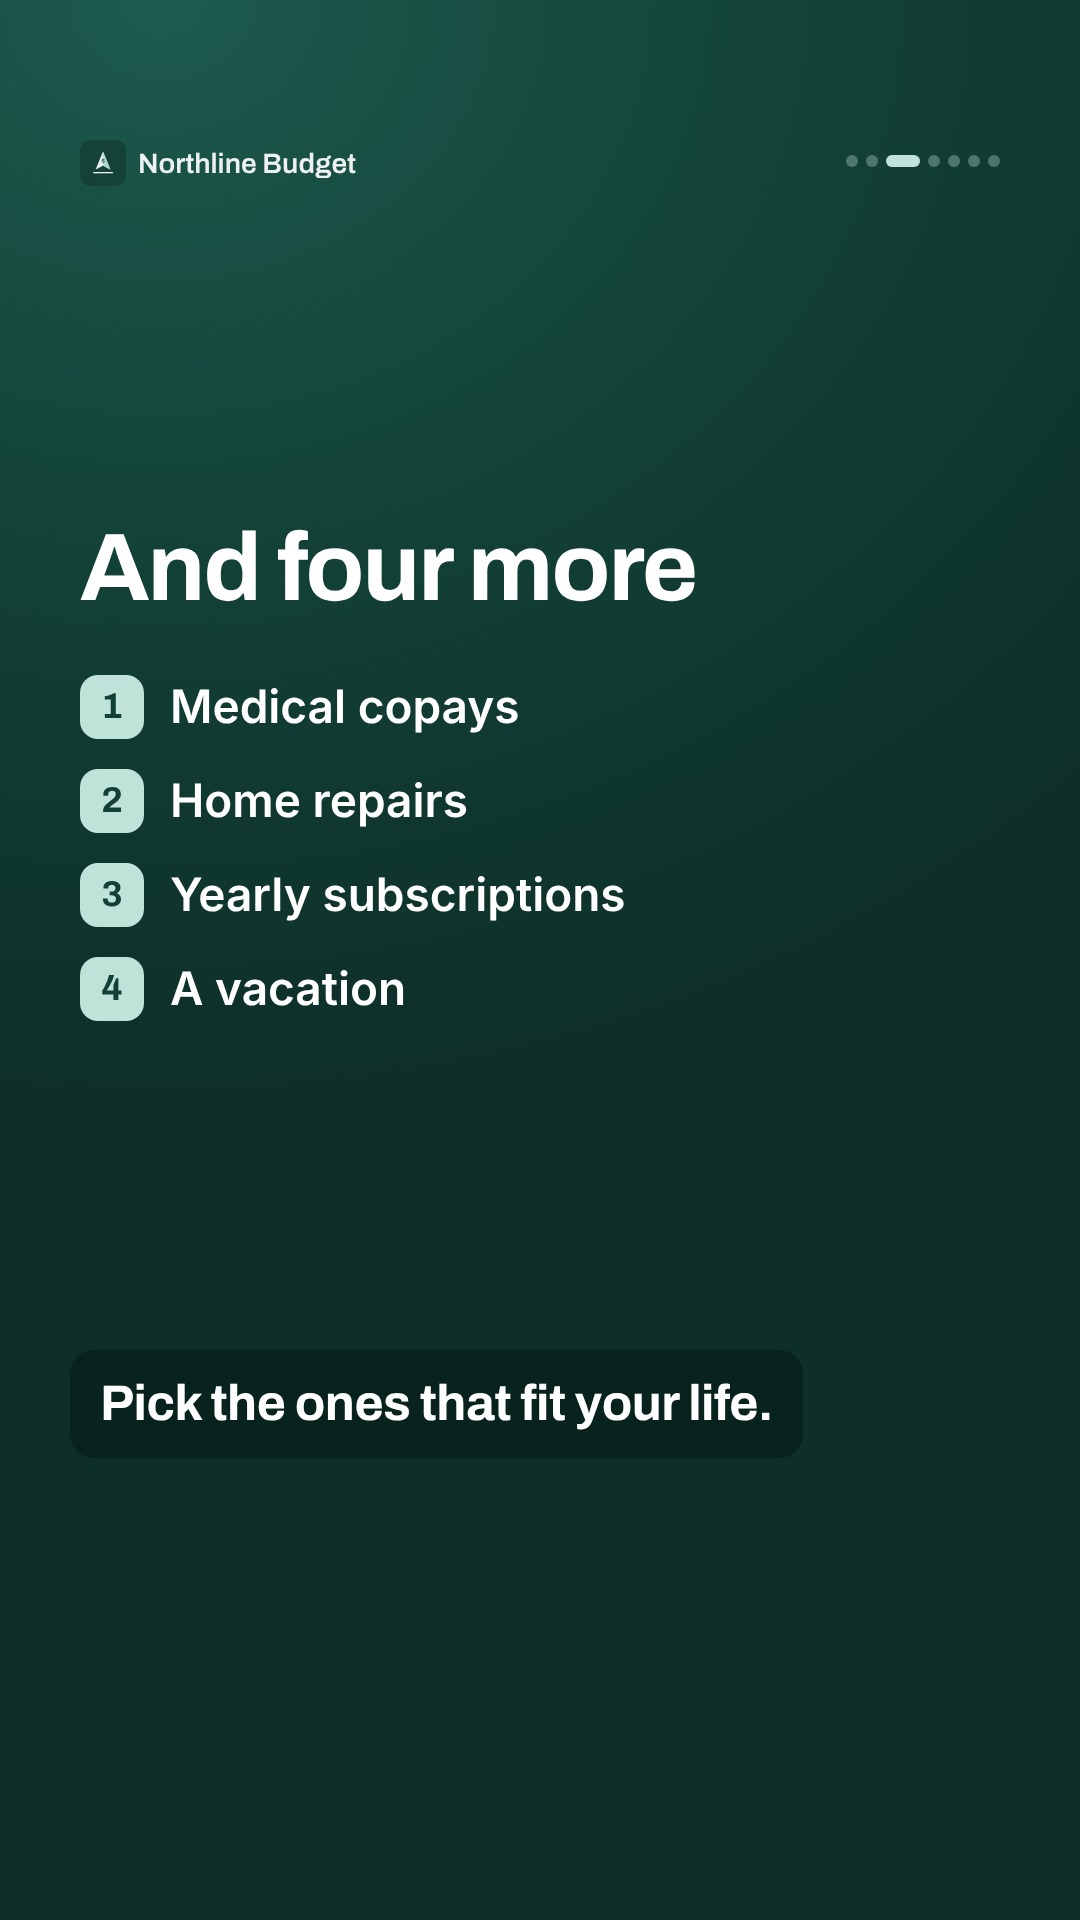 Northline Budget
And four more
1 Medical copays
2 Home repairs
3 Yearly subscriptions
4 A vacation
Pick the ones that fit your life.